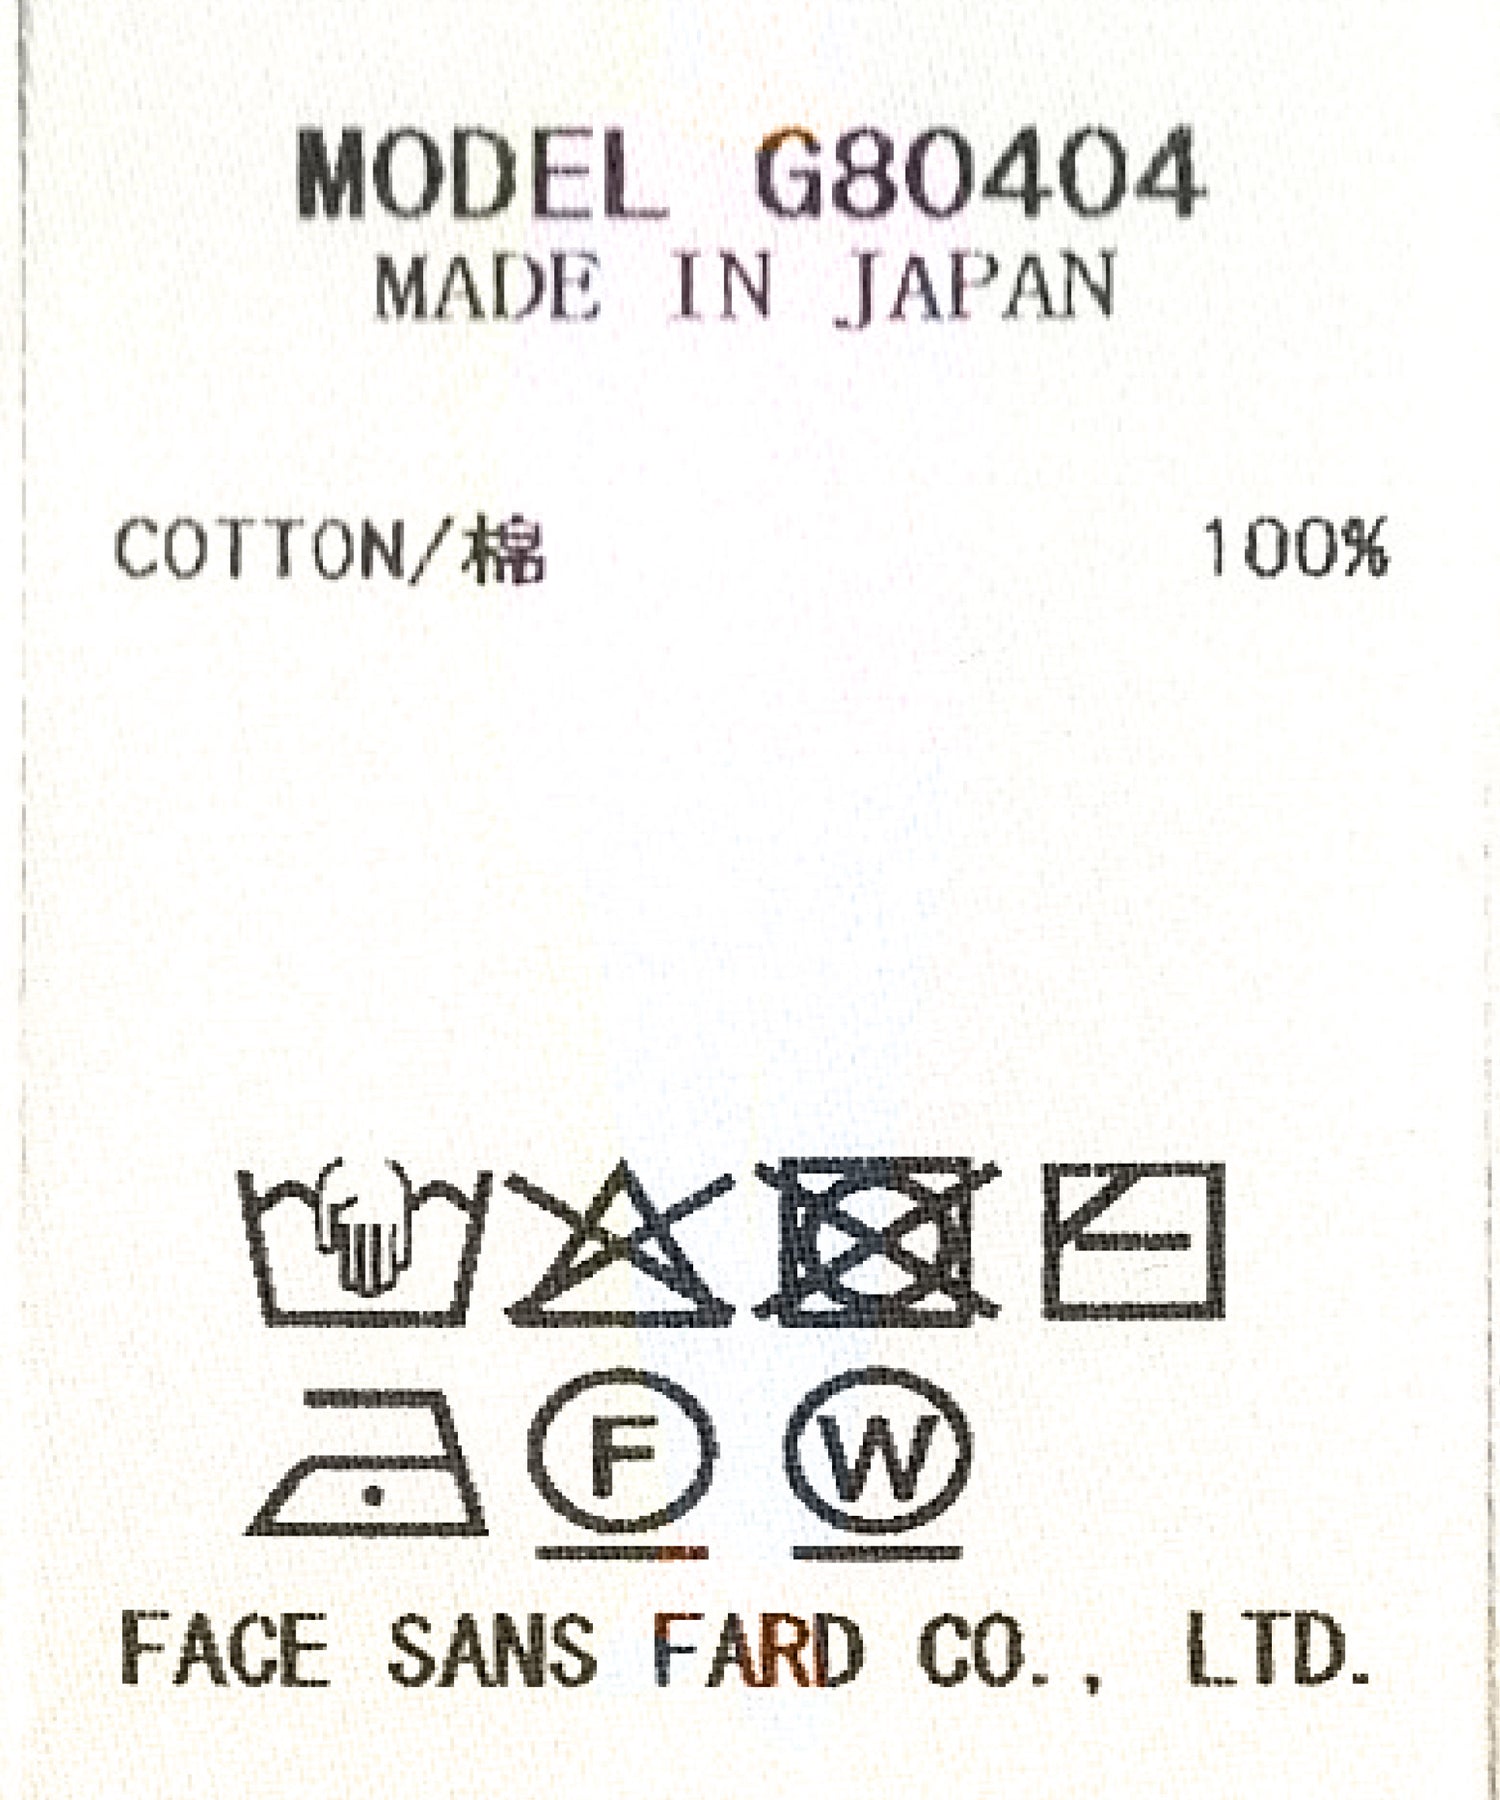 MODEL G80404
MADE IN JAPAN
COTTON/棉 100%
F W
FACE SANS FARD CO., LTD.